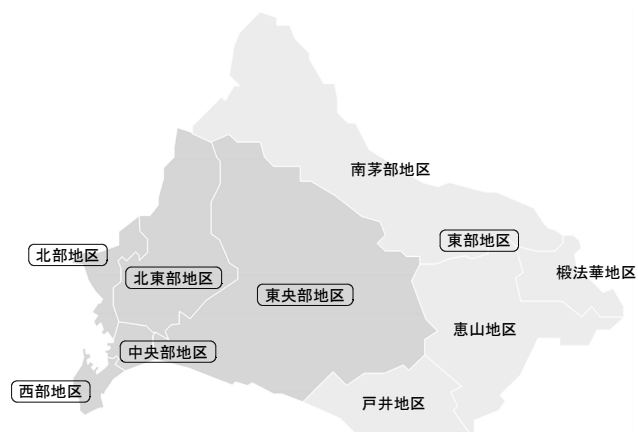 南茅部地区
東部地区
北部地区
椴法華地区
北東部地区
東央部地区
恵山地区
中央部地区
西部地区
戸井地区